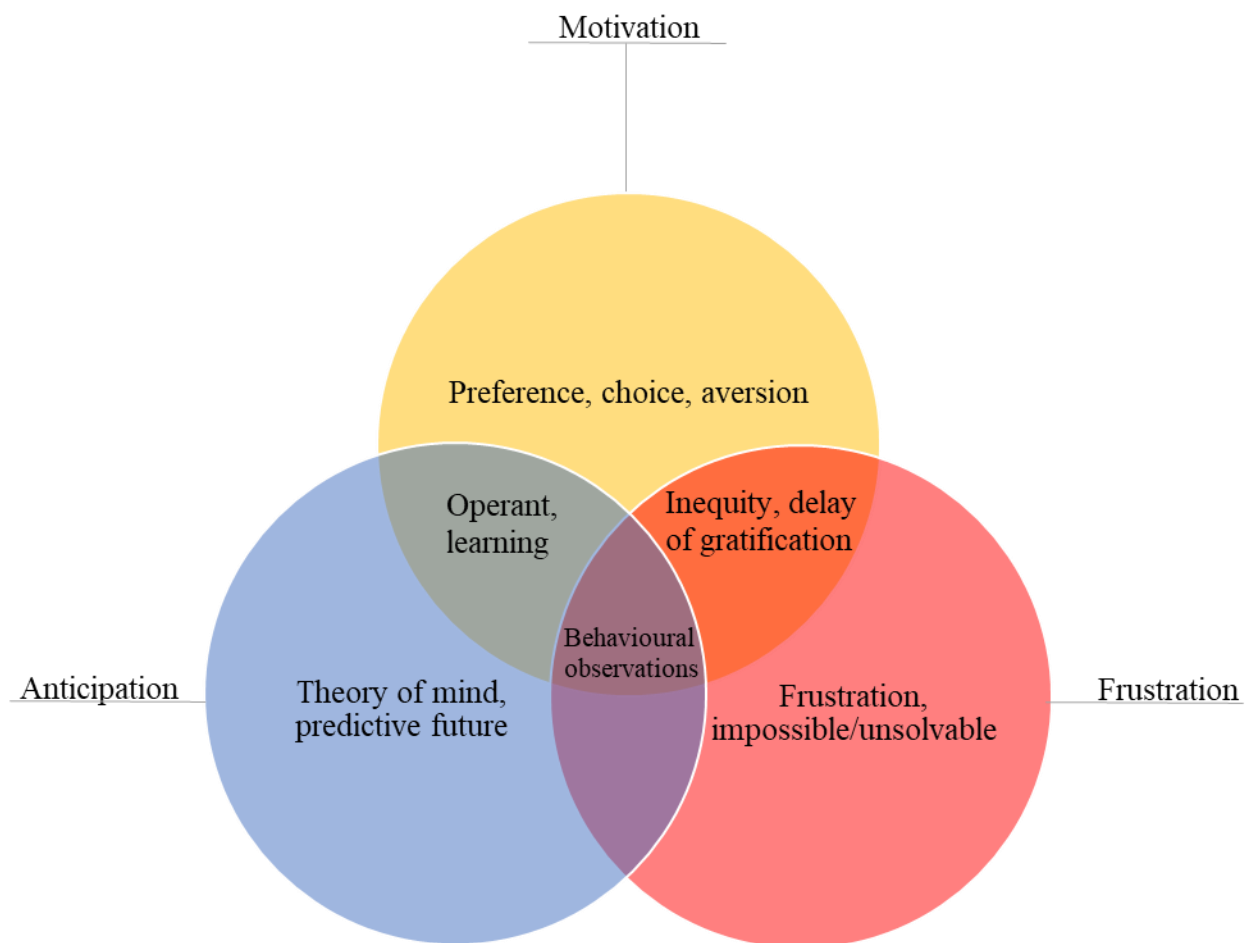 Motivation
Preference, choice, aversion
Operant,
learning
Inequity, delay
of gratification
Behavioural
observations
Anticipation
Theory of mind,
predictive future
Frustration,
impossible/unsolvable
Frustration